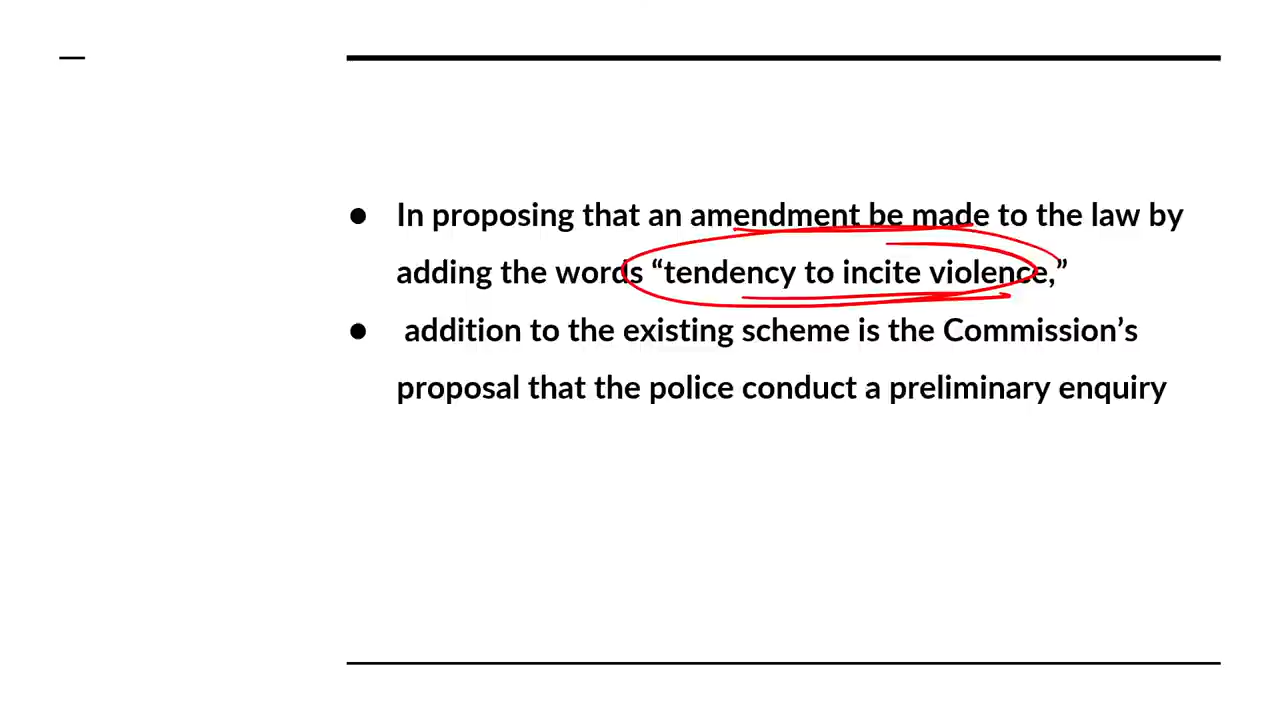 ● In proposing that an amendment be made to the law by
adding the words “tendency to incite violence,”
● addition to the existing scheme is the Commission’s
proposal that the police conduct a preliminary enquiry